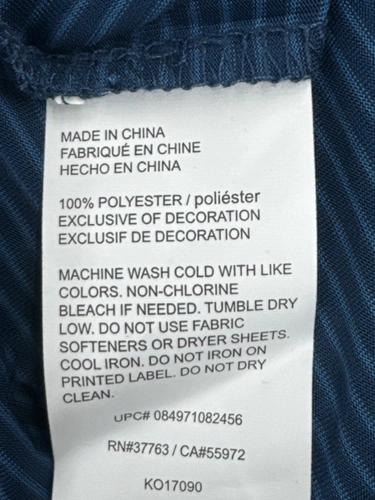 MADE IN CHINA
FABRIQUÉ EN CHINE
HECHO EN CHINA
100% POLYESTER / poliéster
EXCLUSIVE OF DECORATION
EXCLUSIF DE DECORATION
MACHINE WASH COLD WITH LIKE
COLORS. NON-CHLORINE
BLEACH IF NEEDED. TUMBLE DRY
LOW. DO NOT USE FABRIC
SOFTENERS OR DRYER SHEETS.
COOL IRON. DO NOT IRON ON
PRINTED LABEL. DO NOT DRY
CLEAN.
UPC# 084971082456
RN#37763 / CA#55972
KO17090